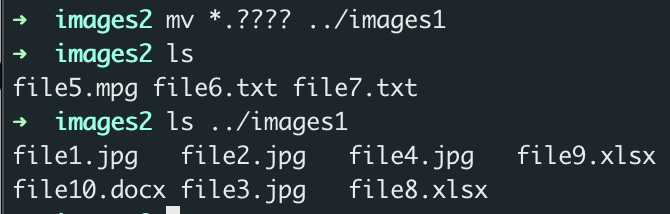 → images2 mv *.???? ../images1
→ images2 ls
file5.mpg file6.txt file7.txt
→ images2 ls ../images1
file1.jpg file2.jpg file4.jpg file9.xlsx
file10.docx file3.jpg file8.xlsx